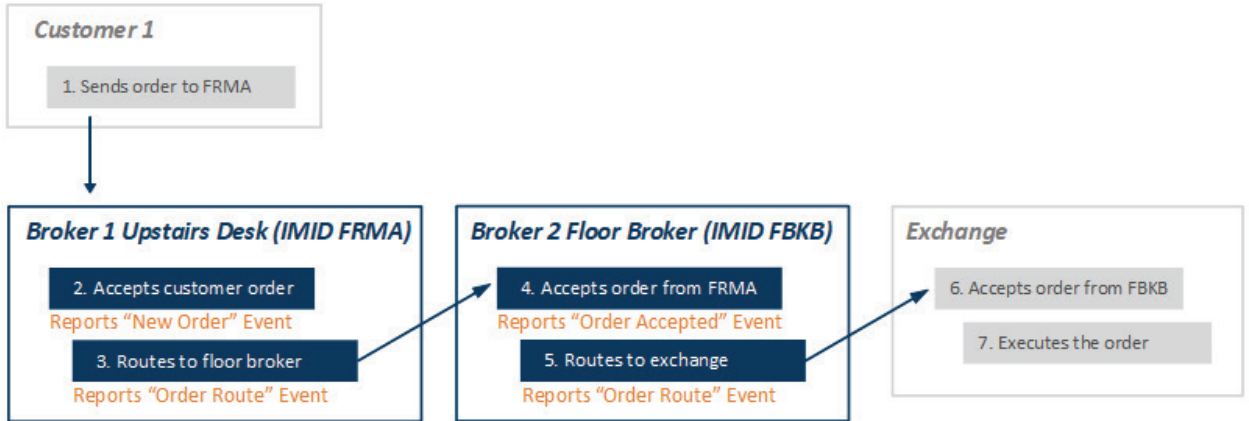 Customer 1
1. Sends order to FRMA
Broker 1 Upstairs Desk (IMID FRMA)
2. Accepts customer order
Reports “New Order” Event
3. Routes to floor broker
Reports “Order Route” Event
Broker 2 Floor Broker (IMID FBKB)
4. Accepts order from FRMA
Reports “Order Accepted” Event
5. Routes to exchange
Reports “Order Route” Event
Exchange
6. Accepts order from FBKB
7. Executes the order